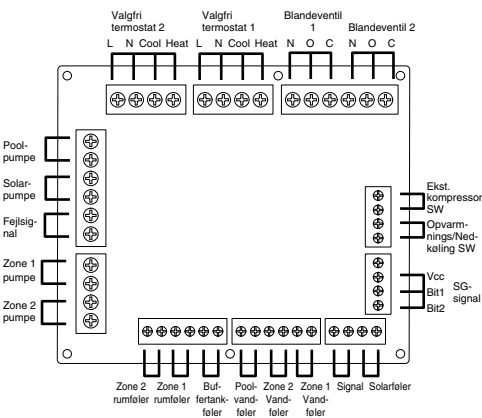 Valgfri
termostat 2
Valgfri
termostat 1
Blandeventil
1
Blandeventil 2
L N Cool Heat
L N Cool Heat
N O C
N O C
Pool-
pumpe
Solar-
pumpe
Fejlsig-
nal
Zone 1
pumpe
Zone 2
pumpe
Ekst.
kompressor
SW
Opvarm-
nings/Ned-
køling SW
Vcc
Bit1
Bit2
SG-
signal
Zone 2
rumføler
Zone 1
rumføler
Buf-
fertank-
føler
Pool-
vand-
føler
Zone 2
Vand-
føler
Zone 1
Vand-
føler
Signal
Solarføler